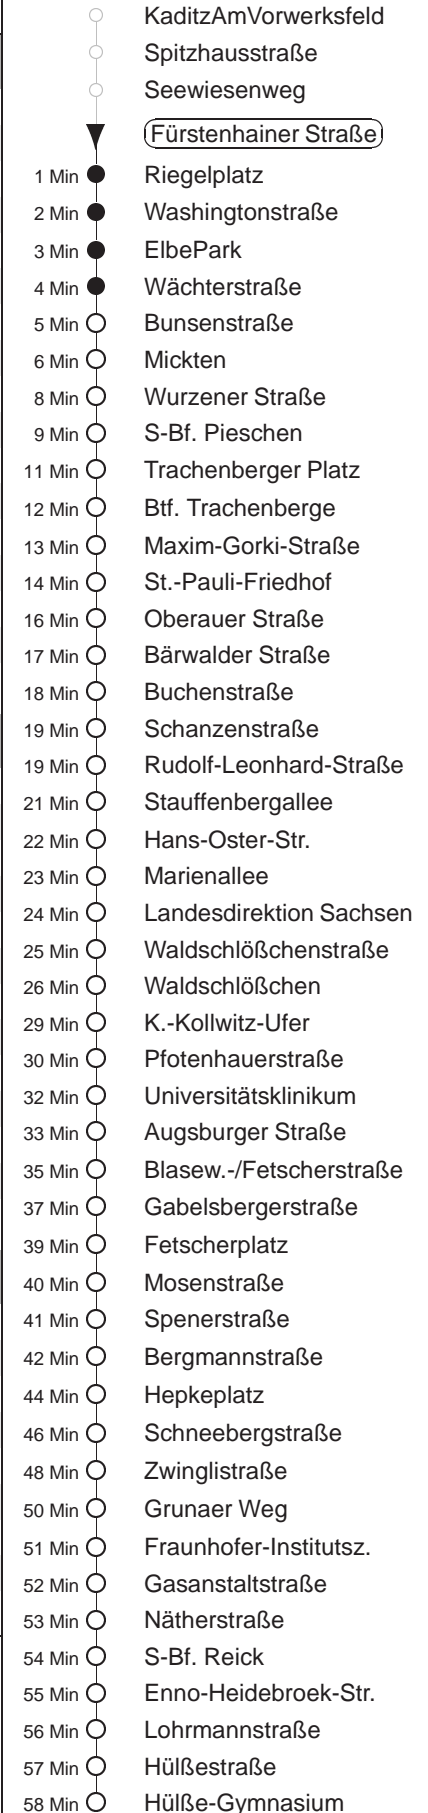 KaditzAmVorwerksfeld
Spitzhausstraße
Seewiesenweg
Fürstenhainer Straße
1 Min Riegelplatz
2 Min Washingtonstraße
3 Min ElbePark
4 Min Wächterstraße
5 Min Bunsenstraße
6 Min Mickten
8 Min Wurzener Straße
9 Min S-Bf. Pieschen
11 Min Trachenberger Platz
12 Min Btf. Trachenberge
13 Min Maxim-Gorki-Straße
14 Min St.-Pauli-Friedhof
16 Min Oberauer Straße
17 Min Bärwalder Straße
18 Min Buchenstraße
19 Min Schanzenstraße
19 Min Rudolf-Leonhard-Straße
21 Min Stauffenbergallee
22 Min Hans-Oster-Str.
23 Min Marienallee
24 Min Landesdirektion Sachsen
25 Min Waldschlößchenstraße
26 Min Waldschlößchen
29 Min K.-Kollwitz-Ufer
30 Min Pfotenhauerstraße
32 Min Universitätsklinikum
33 Min Augsburger Straße
35 Min Blasew.-/Fetscherstraße
37 Min Gabelsbergerstraße
39 Min Fetscherplatz
40 Min Mosenstraße
41 Min Spenerstraße
42 Min Bergmannstraße
44 Min Hepkeplatz
46 Min Schneebergstraße
48 Min Zwinglistraße
50 Min Grunaer Weg
51 Min Fraunhofer-Institutsz.
52 Min Gasanstaltstraße
53 Min Nätherstraße
54 Min S-Bf. Reick
55 Min Enno-Heidebroek-Str.
56 Min Lohrmannstraße
57 Min Hülßestraße
58 Min Hülße-Gymnasium